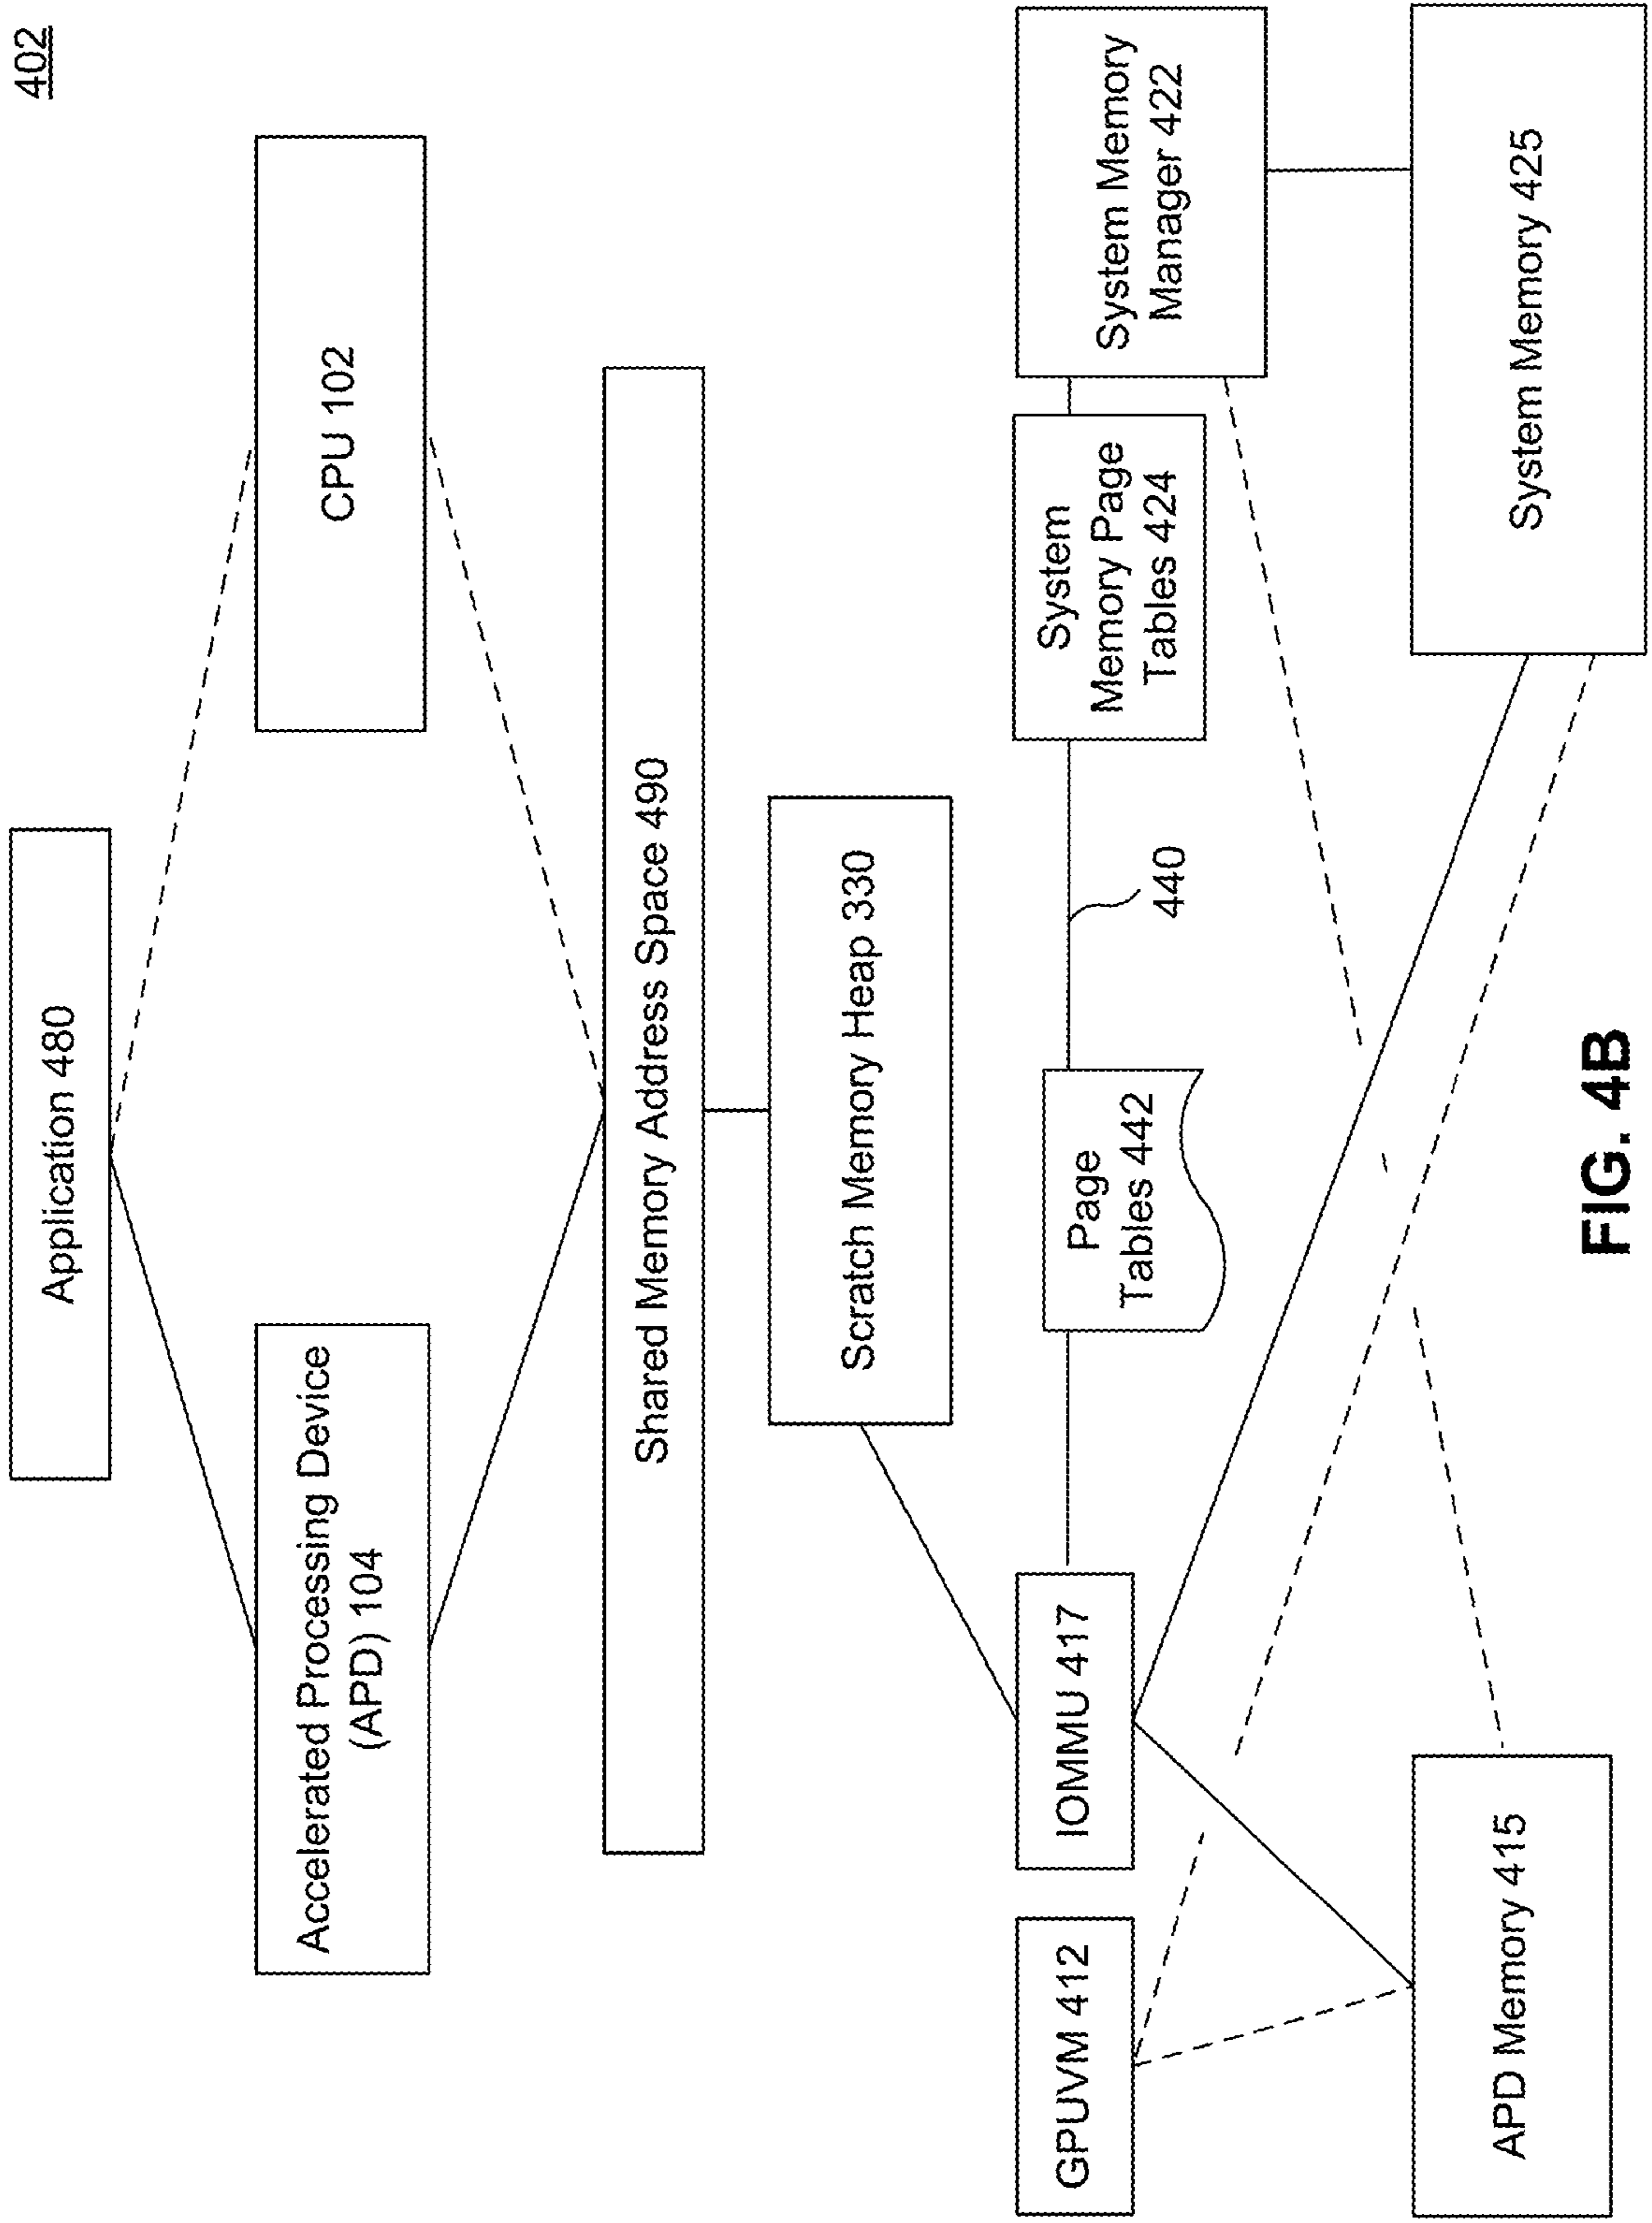 402
Application 480
Accelerated Processing Device
(APD) 104
CPU 102
Shared Memory Address Space 490
Scratch Memory Heap 330
GPUVM 412
IOMMU 417
Page
Tables 442
440
System
Memory Page
Tables 424
System Memory
Manager 422
APD Memory 415
System Memory 425
FIG. 4B